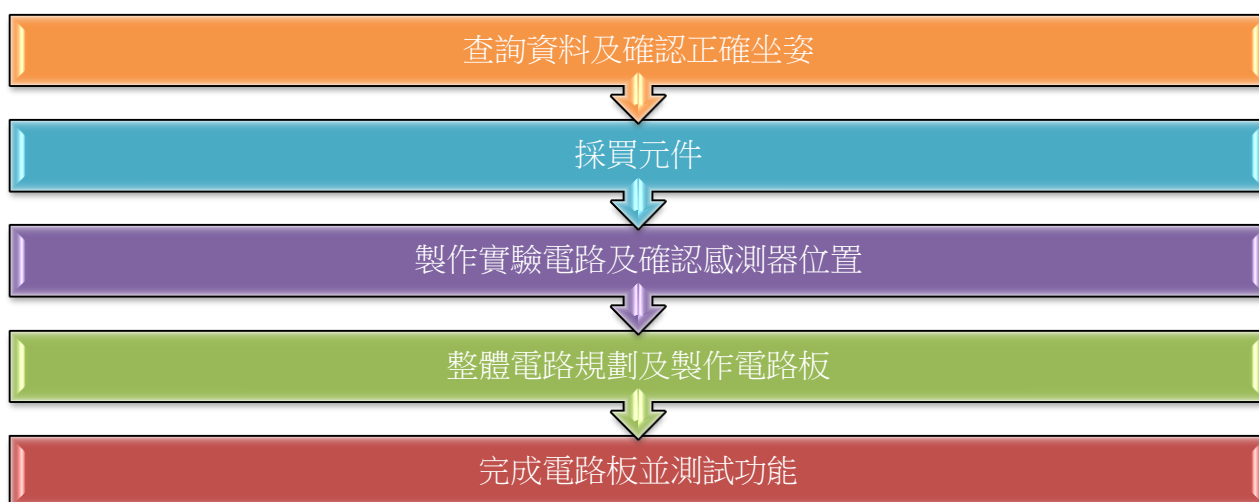 查詢資料及確認正確坐姿
採買元件
製作實驗電路及確認感測器位置
整體電路規劃及製作電路板
完成電路板並測試功能